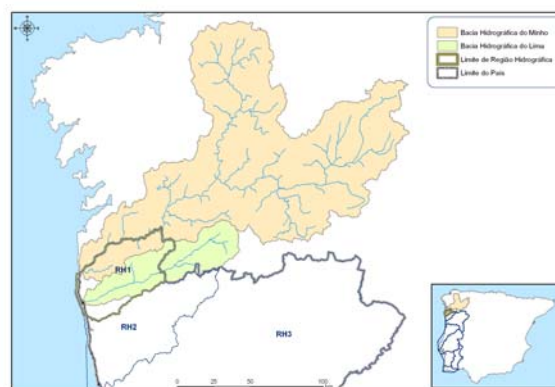 Bacia Hidrográfica do Minho
Bacia Hidrográfica do Lima
Limite de Região Hidrográfica
Limite do País
RH1
RH2
RH3
0 25 50 100